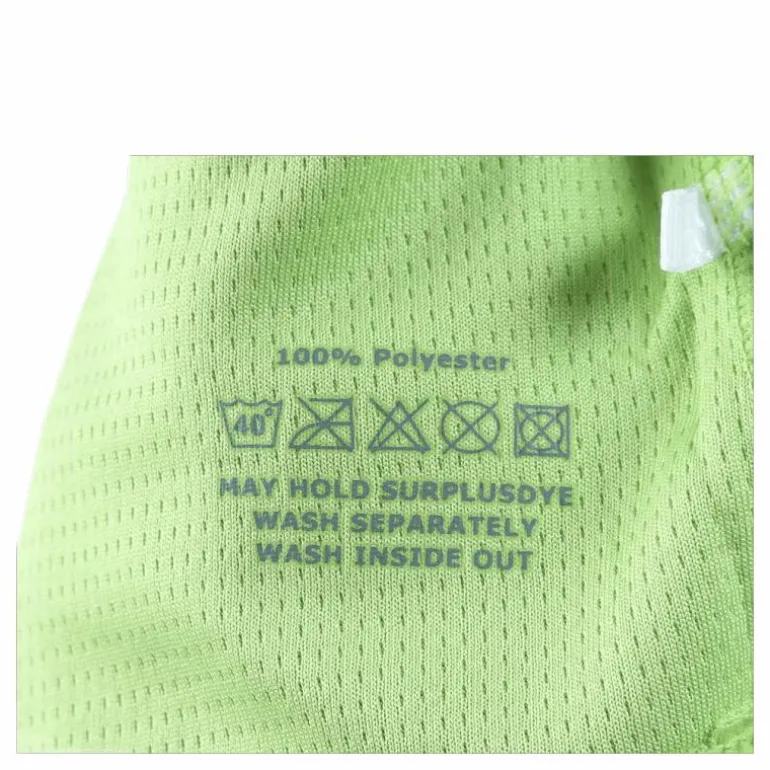 100% Polyester
40°
MAY HOLD SURPLUSDYE
WASH SEPARATELY
WASH INSIDE OUT